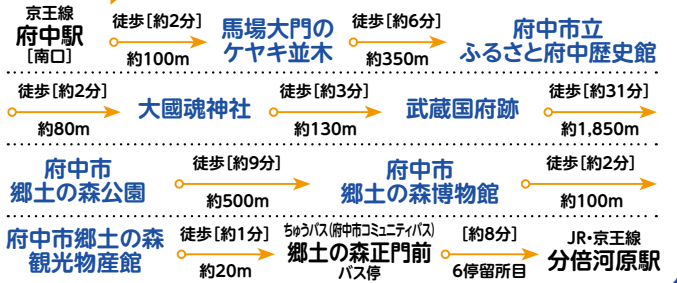 京王線
府中駅
[南口]
徒歩[約2分]
約100m
馬場大門の
ケヤキ並木
徒歩[約6分]
約350m
府中市立
ふるさと府中歴史館
徒歩[約2分]
約80m
大國魂神社
徒歩[約3分]
約130m
武蔵国府跡
徒歩[約31分]
約1,850m
府中市
郷土の森公園
徒歩[約9分]
約500m
府中市
郷土の森博物館
徒歩[約2分]
約100m
府中市郷土の森
観光物産館
徒歩[約1分]
約20m
ちゅうバス(府中市コミュニティバス)
郷土の森正門前
バス停
[約8分]
6停留所目
JR・京王線
分倍河原駅